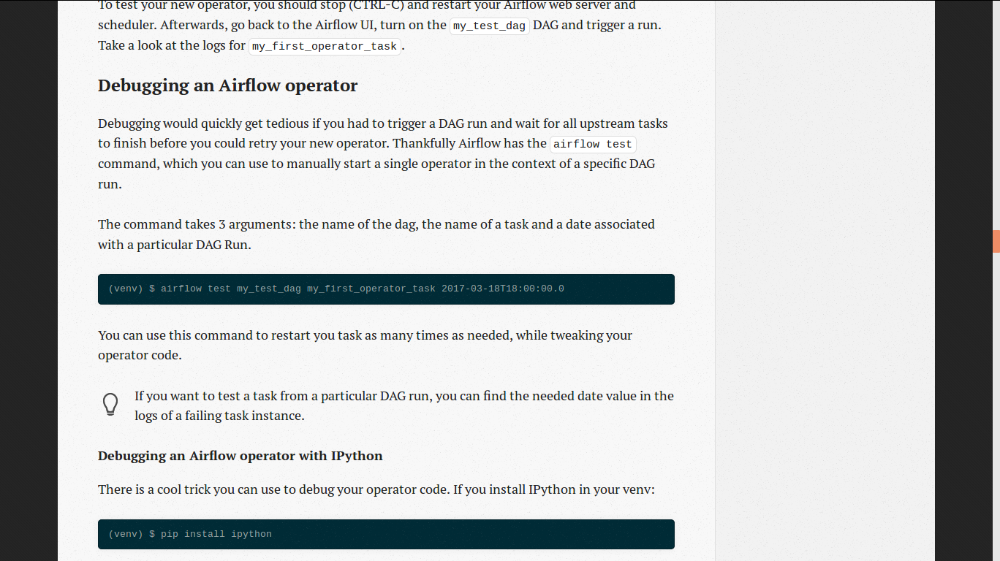 To test your new operator, you should stop (CTRL-C) and restart your Airflow web server and
scheduler. Afterwards, go back to the Airflow UI, turn on the my_test_dag DAG and trigger a run.
Take a look at the logs for my_first_operator_task.
Debugging an Airflow operator
Debugging would quickly get tedious if you had to trigger a DAG run and wait for all upstream tasks
to finish before you could retry your new operator. Thankfully Airflow has the airflow test
command, which you can use to manually start a single operator in the context of a specific DAG
run.
The command takes 3 arguments: the name of the dag, the name of a task and a date associated
with a particular DAG Run.
(venv) $ airflow test my_test_dag my_first_operator_task 2017-03-18T18:00:00.0
You can use this command to restart you task as many times as needed, while tweaking your
operator code.
If you want to test a task from a particular DAG run, you can find the needed date value in the
logs of a failing task instance.
Debugging an Airflow operator with IPython
There is a cool trick you can use to debug your operator code. If you install IPython in your venv:
(venv) $ pip install ipython